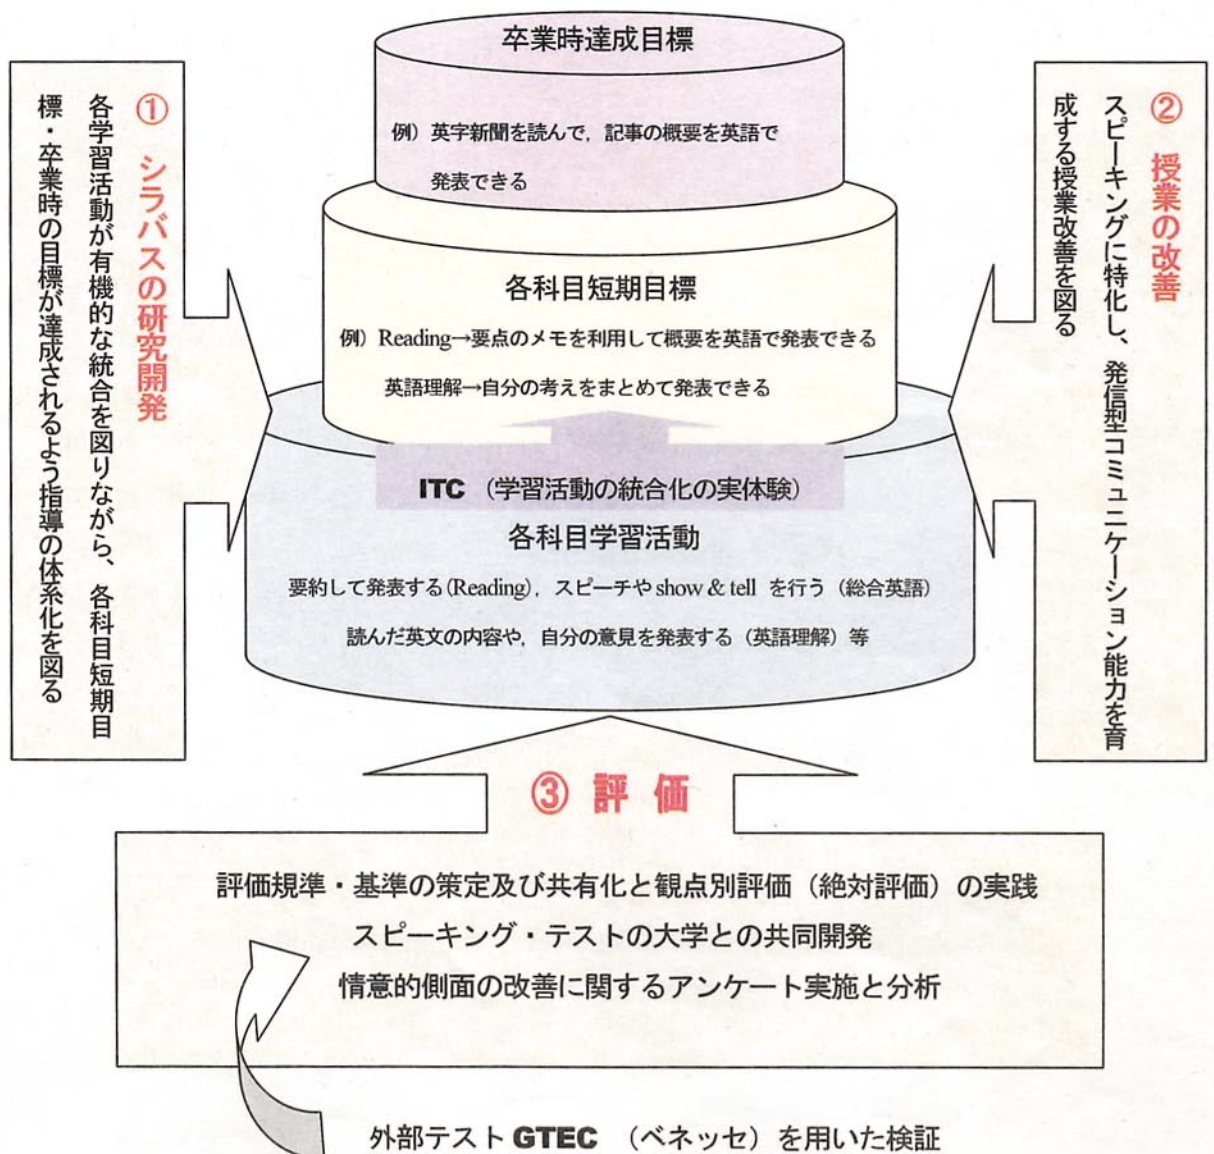 卒業時達成目標
例）英字新聞を読んで，記事の概要を英語で
発表できる
① シラバスの研究開発
各学習活動が有機的な統合を図りながら、各科目短期目
標・卒業時の目標が達成されるよう指導の体系化を図る
② 授業の改善
スピーキングに特化し、発信型コミュニケーション能力を育
成する授業改善を図る
各科目短期目標
例）Reading→要点のメモを利用して概要を英語で発表できる
英語理解→自分の考えをまとめて発表できる
ITC （学習活動の統合化の実体験）
各科目学習活動
要約して発表する(Reading)，スピーチや show & tell を行う（総合英語）
読んだ英文の内容や，自分の意見を発表する（英語理解）等
③ 評 価
評価規準・基準の策定及び共有化と観点別評価（絶対評価）の実践
スピーキング・テストの大学との共同開発
情意的側面の改善に関するアンケート実施と分析
外部テスト GTEC （ベネッセ）を用いた検証